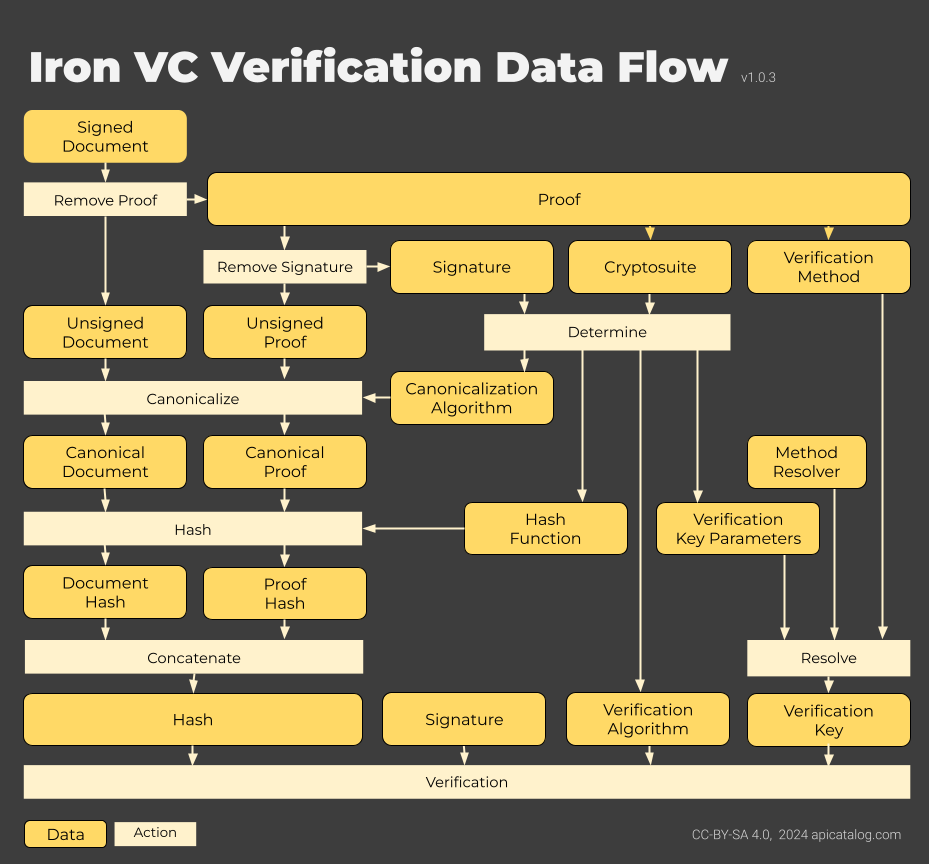 Iron VC Verification Data Flow v1.0.3
Signed
Document
Remove Proof
Proof
Remove Signature
Signature
Cryptosuite
Verification
Method
Unsigned
Document
Unsigned
Proof
Determine
Canonicalize
Canonicalization
Algorithm
Canonical
Document
Canonical
Proof
Method
Resolver
Hash
Hash
Function
Verification
Key Parameters
Document
Hash
Proof
Hash
Concatenate
Resolve
Hash
Signature
Verification
Algorithm
Verification
Key
Verification
Data
Action
CC-BY-SA 4.0, 2024 apicatalog.com